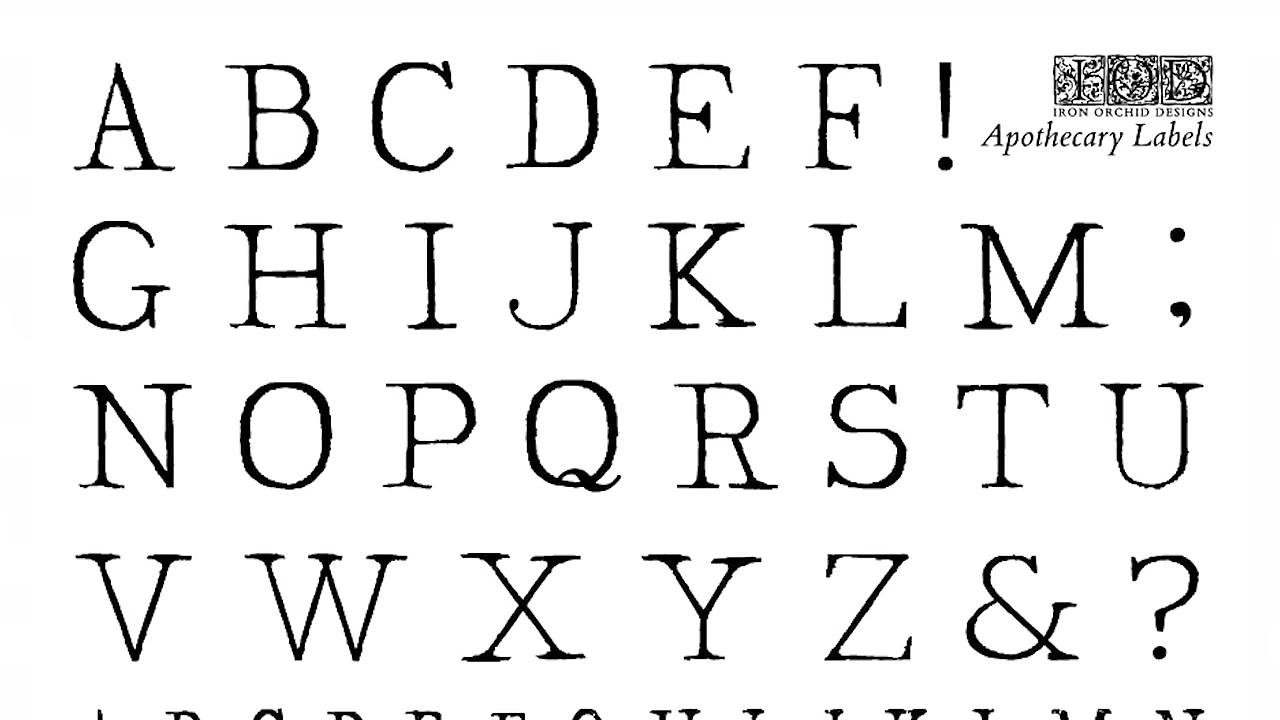 A B C D E F !
IOD
IRON ORCHID DESIGNS
Apothecary Labels
G H I J K L M ;
N O P Q R S T U
V W X Y Z & ?